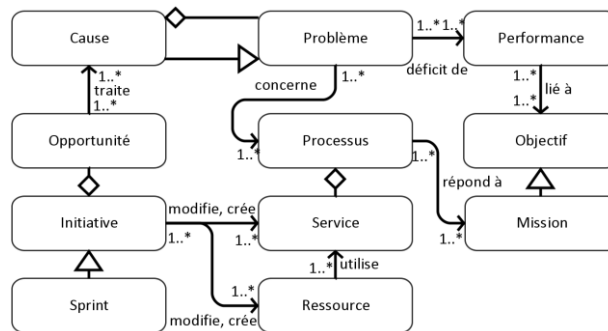 Cause
Problème
1..* 1..*
Performance
1..*
traite
1..*
concerne
1..*
déficit de
1..*
lié à
1..*
Opportunité
1..*
Processus
1..*
Objectif
répond à
Initiative
modifie, crée
1..*
1..*
Service
1..*
Mission
1..*
utilise
1..*
Sprint
modifie, crée
Ressource